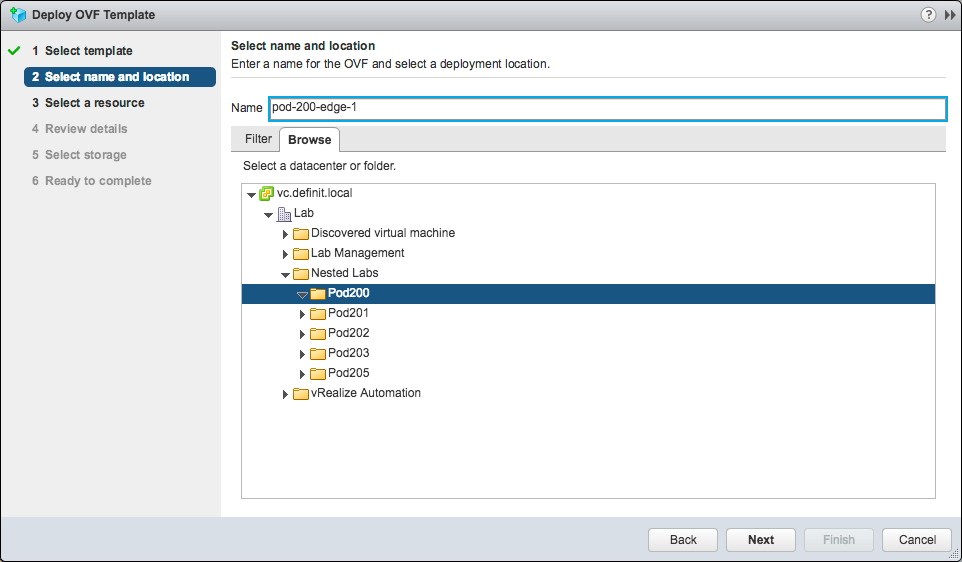 Deploy OVF Template
?
1 Select template
2 Select name and location
3 Select a resource
4 Review details
5 Select storage
6 Ready to complete
Select name and location
Enter a name for the OVF and select a deployment location.
Name pod-200-edge-1
Filter Browse
Select a datacenter or folder.
vc.definit.local
Lab
Discovered virtual machine
Lab Management
Nested Labs
Pod200
Pod201
Pod202
Pod203
Pod205
vRealize Automation
Back Next Finish Cancel